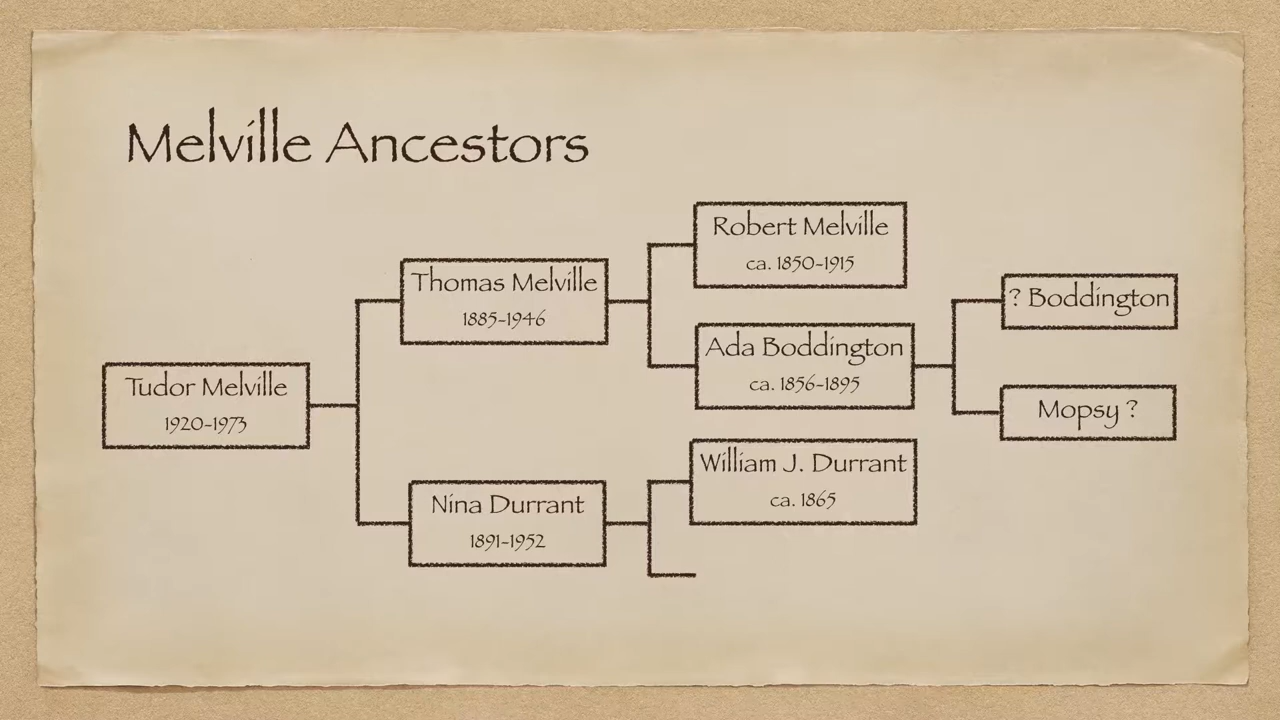 Melville Ancestors
Robert Melville
ca. 1850-1915
Thomas Melville
1885-1946
? Boddington
Ada Boddington
ca. 1856-1895
Tudor Melville
1920-1973
Mopsy ?
William J. Durrant
ca. 1865
Nina Durrant
1891-1952